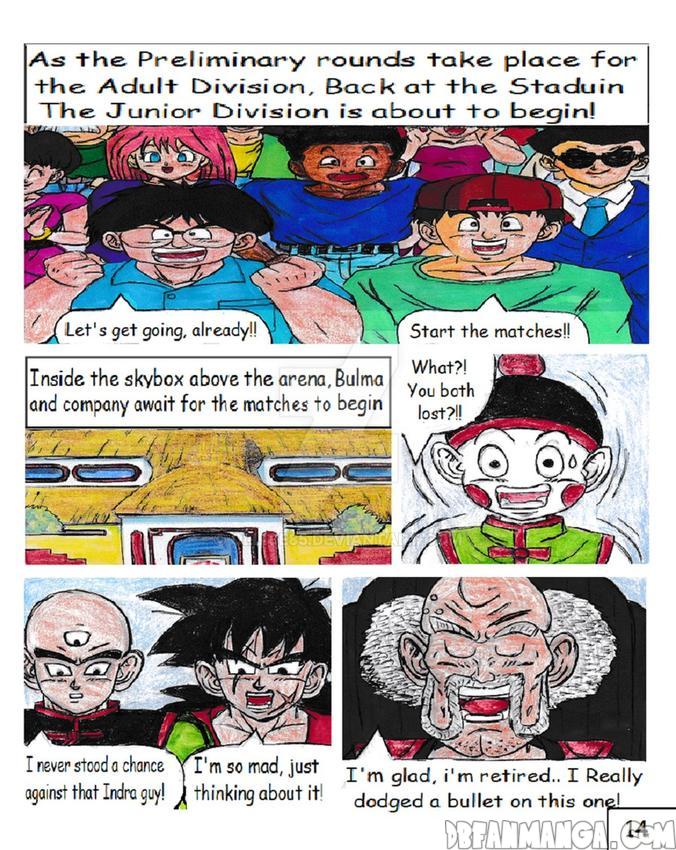 As the Preliminary rounds take place for
the Adult Division, Back at the Staduin
The Junior Division is about to begin!
Let's get going, already!!
Start the matches!!
Inside the skybox above the arena, Bulma
and company await for the matches to begin
What?!
You both
lost?!!
I never stood a chance
against that Indra guy!
I'm so mad, just
thinking about it!
I'm glad, i'm retired.. I Really
dodged a bullet on this one!
14
DBFANMANGA.COM